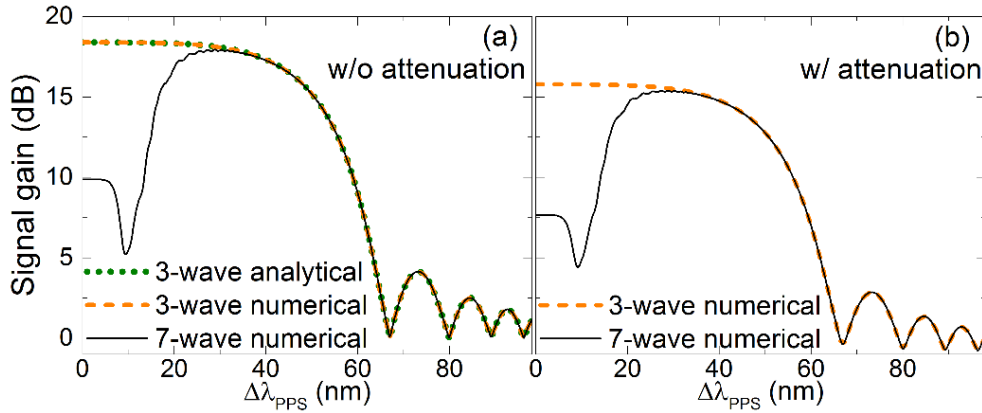 (a)
w/o attenuation
Signal gain (dB)
20
15
10
5
0
3-wave analytical
3-wave numerical
7-wave numerical
0 20 40 60 80
Δλ_PPS (nm)
(b)
w/ attenuation
3-wave numerical
7-wave numerical
0 20 40 60 80
Δλ_PPS (nm)